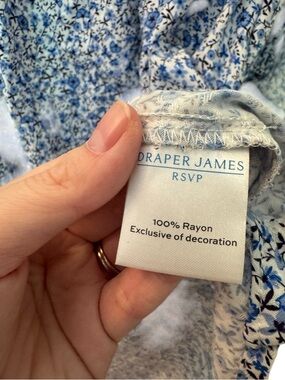 DRAPER JAMES
RSVP
100% Rayon
Exclusive of decoration